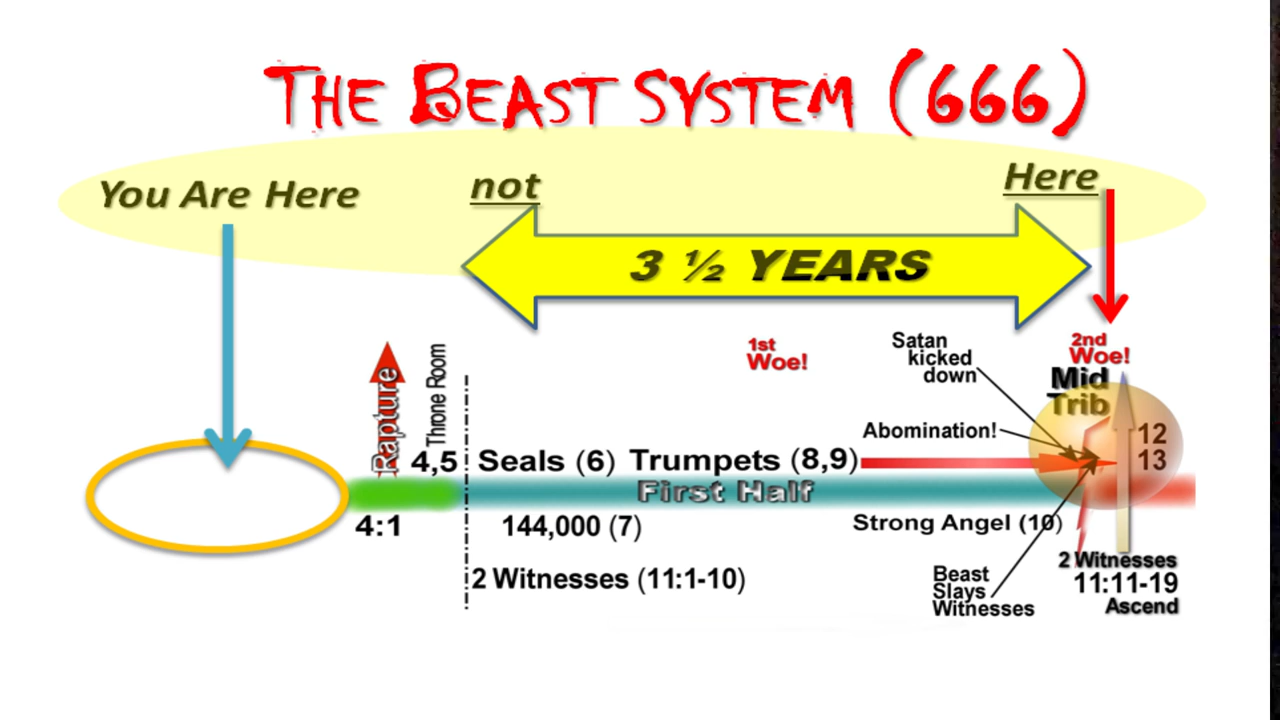 THE BEAST SYSTEM (666)
You Are Here
not
Here
3 ½ YEARS
1st
Woe!
Satan
kicked
down
2nd
Woe!
Mid
Trib
Rapture
Throne Room
Abomination!
12
13
4,5
Seals (6)
Trumpets (8,9)
First Half
4:1
144,000 (7)
Strong Angel (10)
2 Witnesses (11:1-10)
Beast
Slays
Witnesses
2 Witnesses
11:11-19
Ascend